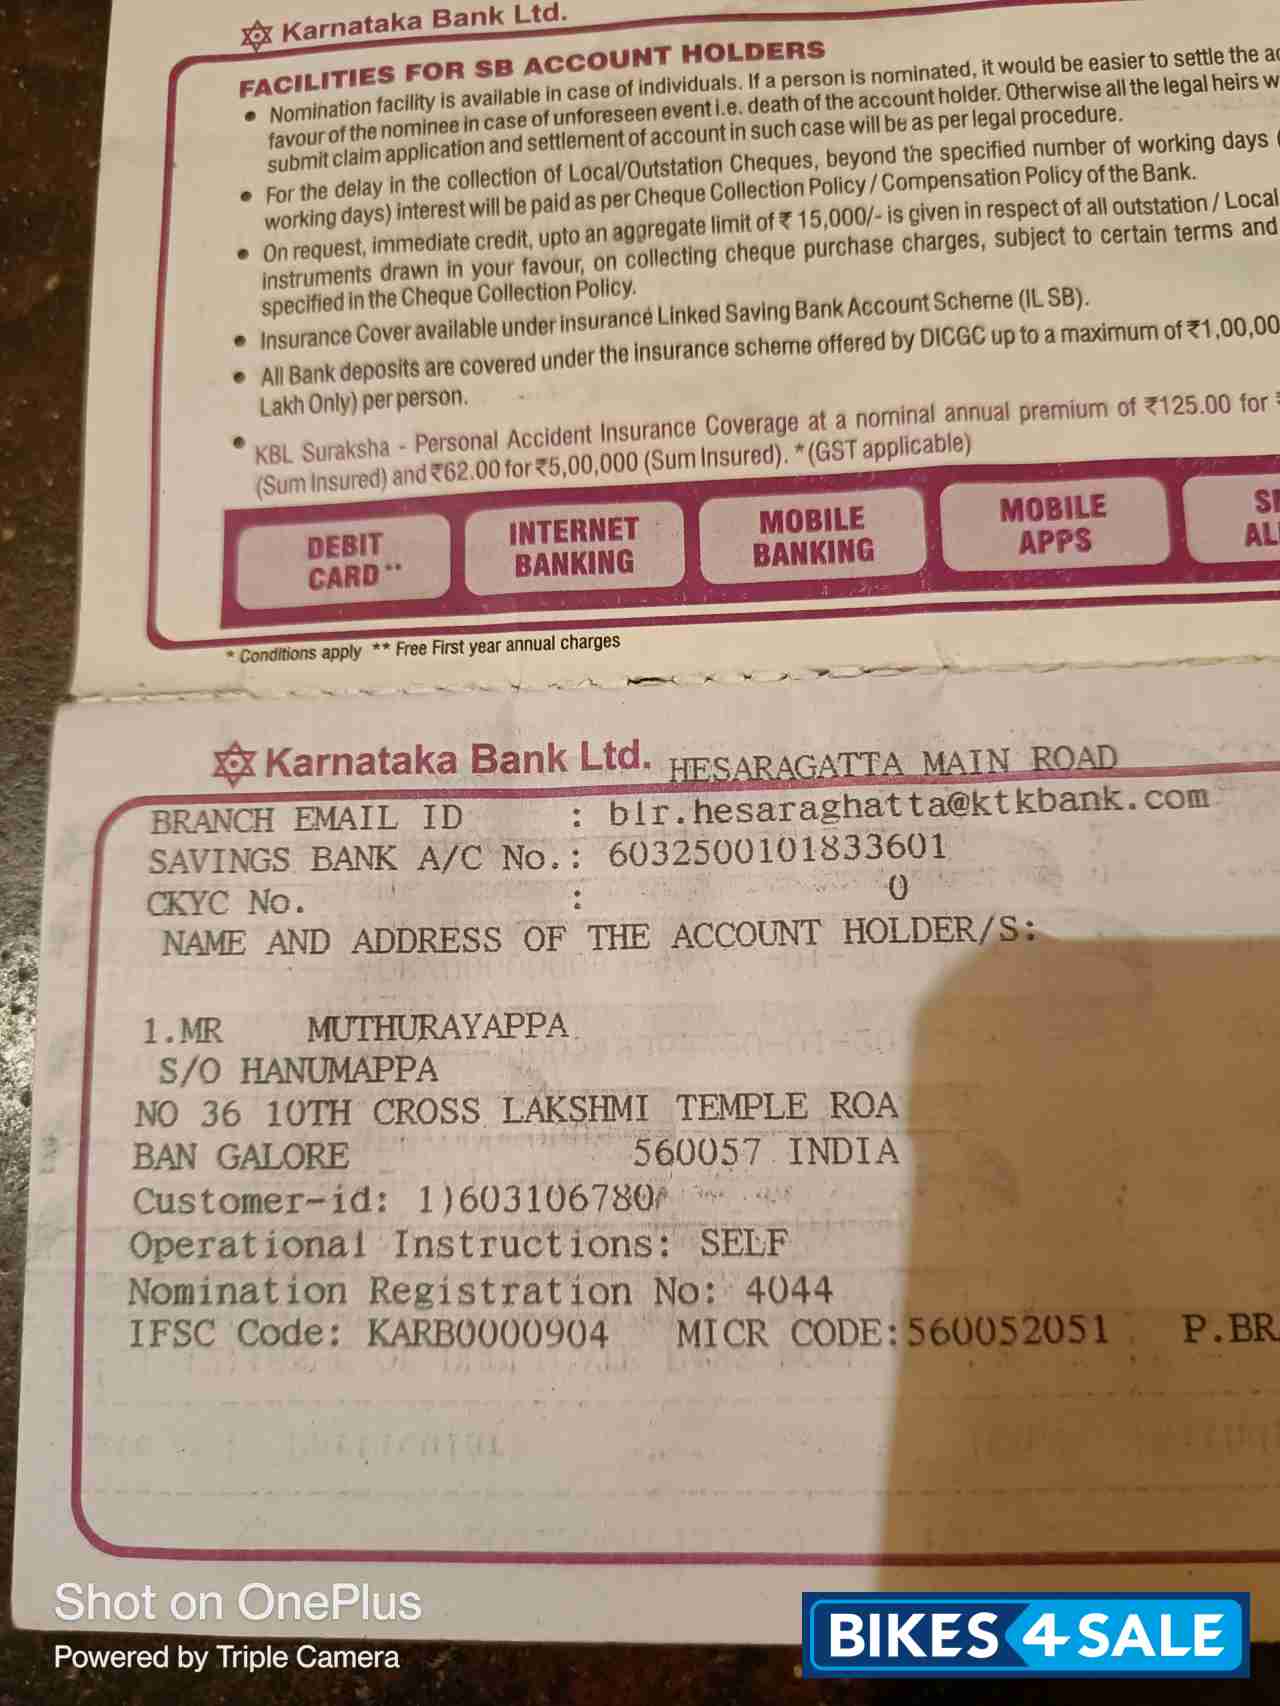 Karnataka Bank Ltd.
FACILITIES FOR SB ACCOUNT HOLDERS
• Nomination facility is available in case of individuals. If a person is nominated, it would be easier to settle the
favour of the nominee in case of unforeseen event i.e. death of the account holder. Otherwise all the legal heirs
submit claim application and settlement of account in such case will be as per legal procedure.
• For the delay in the collection of Local/Outstation Cheques, beyond the specified number of working days (
working days) interest will be paid as per Cheque Collection Policy / Compensation Policy of the Bank.
• On request, immediate credit, upto an aggregate limit of ₹ 15,000/- is given in respect of all outstation / Local
instruments drawn in your favour, on collecting cheque purchase charges, subject to certain terms and
specified in the Cheque Collection Policy.
• Insurance Cover available under insurance Linked Saving Bank Account Scheme (IL SB).
• All Bank deposits are covered under the insurance scheme offered by DICGC up to a maximum of ₹1,00,00
Lakh Only) per person.
• KBL Suraksha - Personal Accident Insurance Coverage at a nominal annual premium of ₹125.00 for
(Sum Insured) and ₹62.00 for ₹5,00,000 (Sum Insured). * (GST applicable)
DEBIT CARD**
INTERNET BANKING
MOBILE BANKING
MOBILE APPS
* Conditions apply ** Free First year annual charges
Karnataka Bank Ltd. HESARAGATTA MAIN ROAD
BRANCH EMAIL ID : blr.hesaraghatta@ktkbank.com
SAVINGS BANK A/C No.: 6032500101833601
CKYC No. : 0
NAME AND ADDRESS OF THE ACCOUNT HOLDER/S:
1.MR MUTHURAYAPPA
S/O HANUMAPPA
NO 36 10TH CROSS LAKSHMI TEMPLE ROA
BAN GALORE 560057 INDIA
Customer-id: 1)603106780
Operational Instructions: SELF
Nomination Registration No: 4044
IFSC Code: KARB0000904 MICR CODE:560052051 P.BR
Shot on OnePlus
Powered by Triple Camera
BIKES4SALE